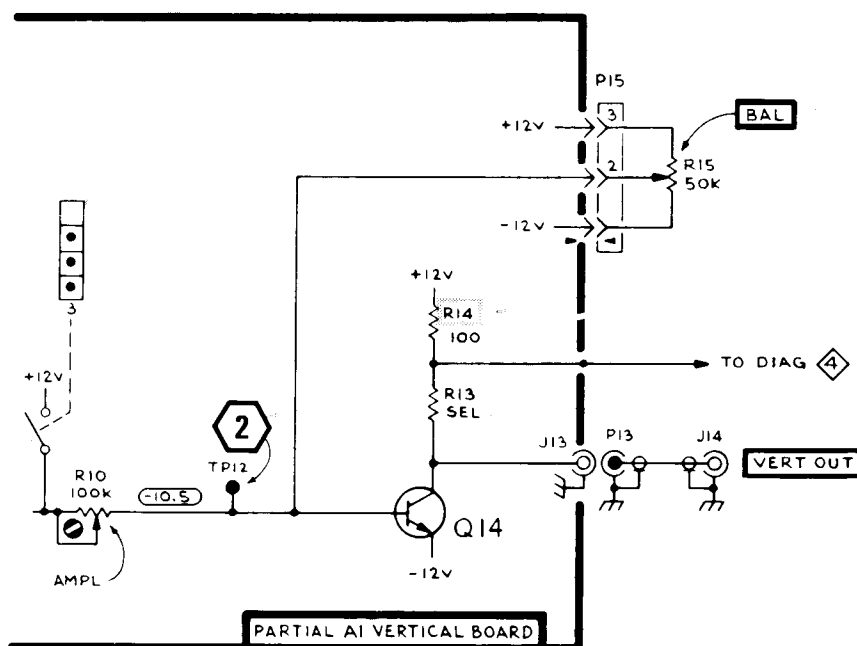 P15
+12V
3
BAL
2
R15
50K
-12V
3
+12V
R14
100
TO DIAG 4
+12V
R13
SEL
2
J13
P13
J14
VERT OUT
TP12
R10
100K
-10.5
Q14
AMPL
-12V
PARTIAL A1 VERTICAL BOARD